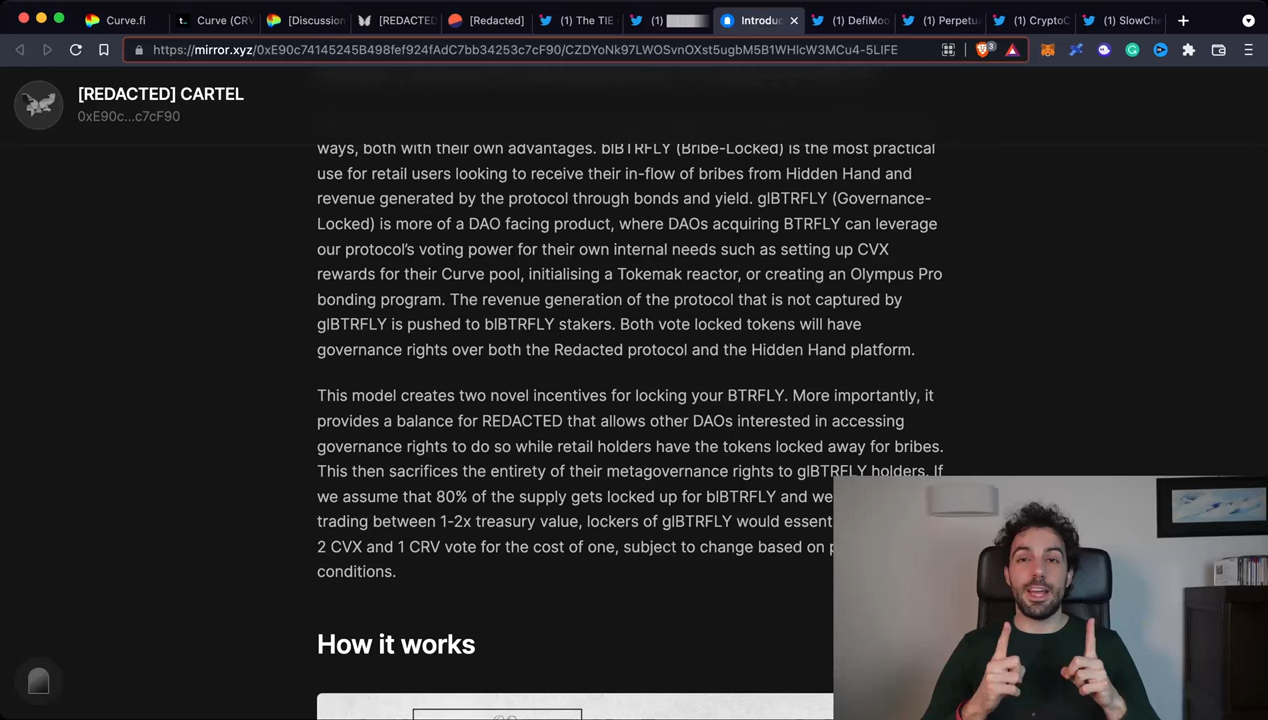 Curve.fi
Curve (CRV
[Discussion
[REDACTED
[Redacted]
(1) The TIE
(1)
Introduc
DefiMoo
Perpetu
(1) CryptoC
(1) SlowChe
https://mirror.xyz/0xE90c74145245B498fef924fAdC7bb34253c7cF90/CZDYoNk97LWOSvnOXst5ugbM5B1WHIcW3MCu4-5LIFE
3
[REDACTED] CARTEL
0xE90c...c7cF90
ways, both with their own advantages. blBTRFLY (Bribe-Locked) is the most practical
use for retail users looking to receive their in-flow of bribes from Hidden Hand and
revenue generated by the protocol through bonds and yield. glBTRFLY (Governance-
Locked) is more of a DAO facing product, where DAOs acquiring BTRFLY can leverage
our protocol's voting power for their own internal needs such as setting up CVX
rewards for their Curve pool, initialising a Tokemak reactor, or creating an Olympus Pro
bonding program. The revenue generation of the protocol that is not captured by
glBTRFLY is pushed to blBTRFLY stakers. Both vote locked tokens will have
governance rights over both the Redacted protocol and the Hidden Hand platform.
This model creates two novel incentives for locking your BTRFLY. More importantly, it
provides a balance for REDACTED that allows other DAOs interested in accessing
governance rights to do so while retail holders have the tokens locked away for bribes.
This then sacrifices the entirety of their metagovernance rights to glBTRFLY holders. If
we assume that 80% of the supply gets locked up for blBTRFLY and we
trading between 1-2x treasury value, lockers of glBTRFLY would essent
2 CVX and 1 CRV vote for the cost of one, subject to change based on
conditions.
How it works